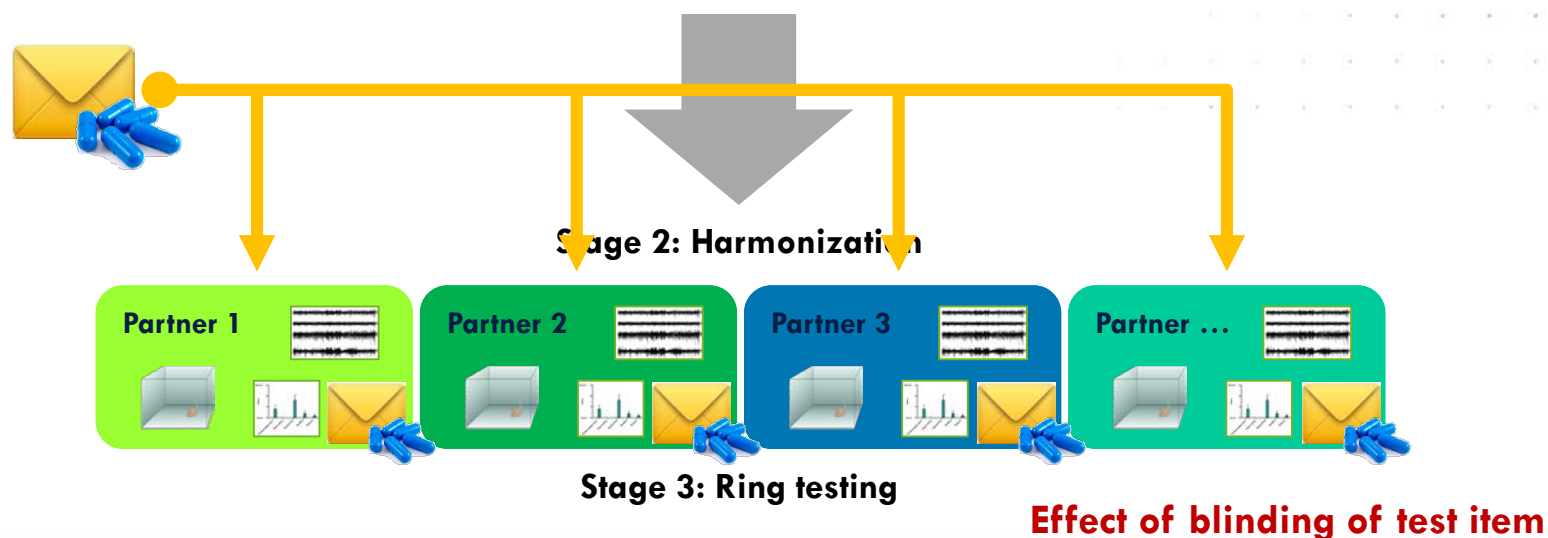 Stage 2: Harmonization
Partner 1
Partner 2
Partner 3
Partner …
Stage 3: Ring testing
Effect of blinding of test item